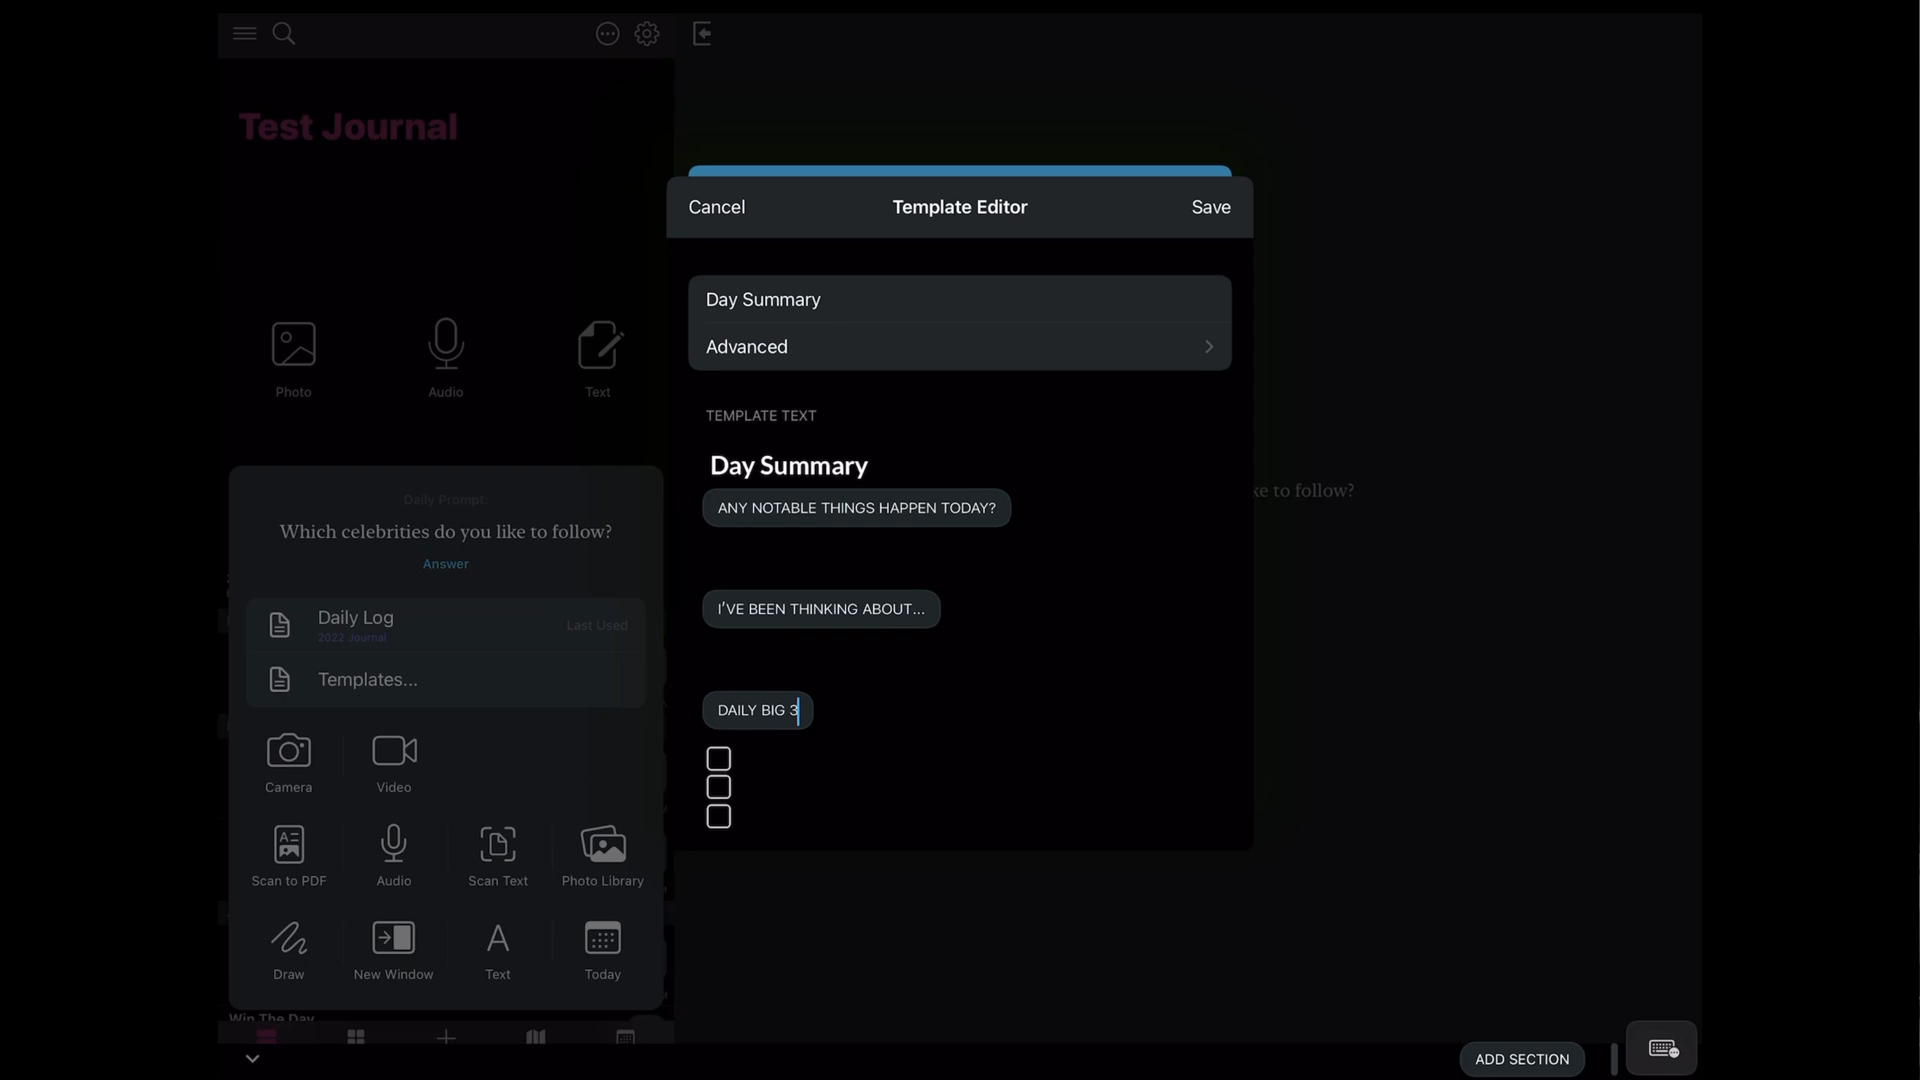 Test Journal
Photo
Audio
Text
Daily Prompt:
Which celebrities do you like to follow?
Answer
Daily Log
2022 Journal
Last Used
Templates...
Camera
Video
Scan to PDF
Audio
Scan Text
Photo Library
Draw
New Window
Text
Today
Win The Day
Cancel
Template Editor
Save
Day Summary
Advanced
TEMPLATE TEXT
Day Summary
ANY NOTABLE THINGS HAPPEN TODAY?
I'VE BEEN THINKING ABOUT...
DAILY BIG 3
ke to follow?
ADD SECTION